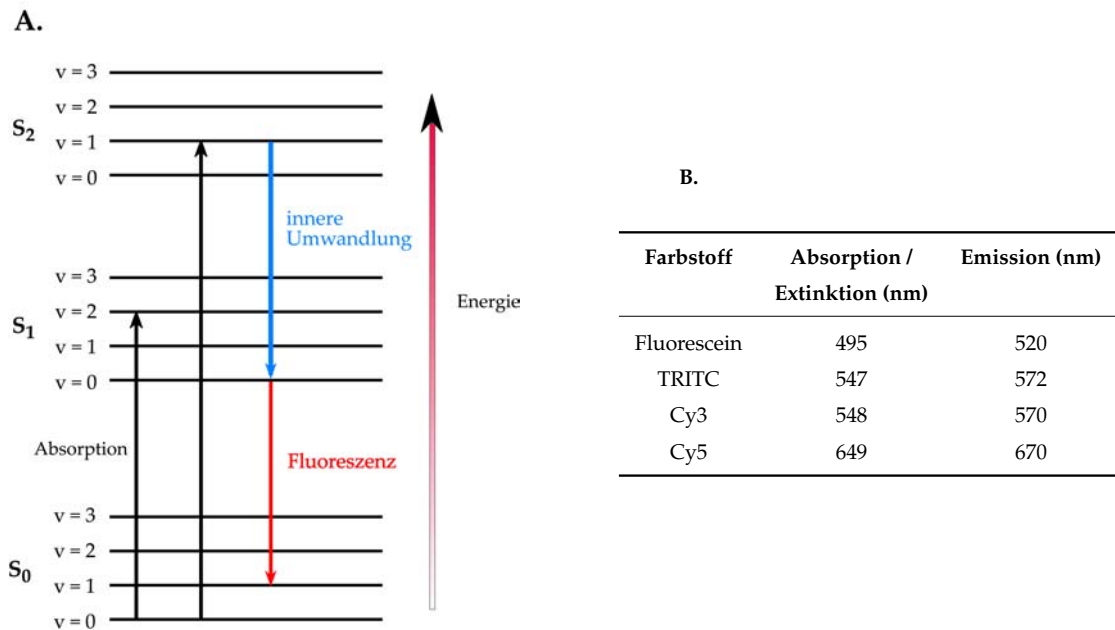 A.
v = 3
v = 2
S2
v = 1
v = 0
innere
Umwandlung
v = 3
v = 2
S1
v = 1
v = 0
Energie
Absorption
Fluoreszenz
v = 3
v = 2
S0
v = 1
v = 0
B.
Farbstoff Absorption / Emission (nm)
Extinktion (nm)
Fluorescein 495 520
TRITC 547 572
Cy3 548 570
Cy5 649 670